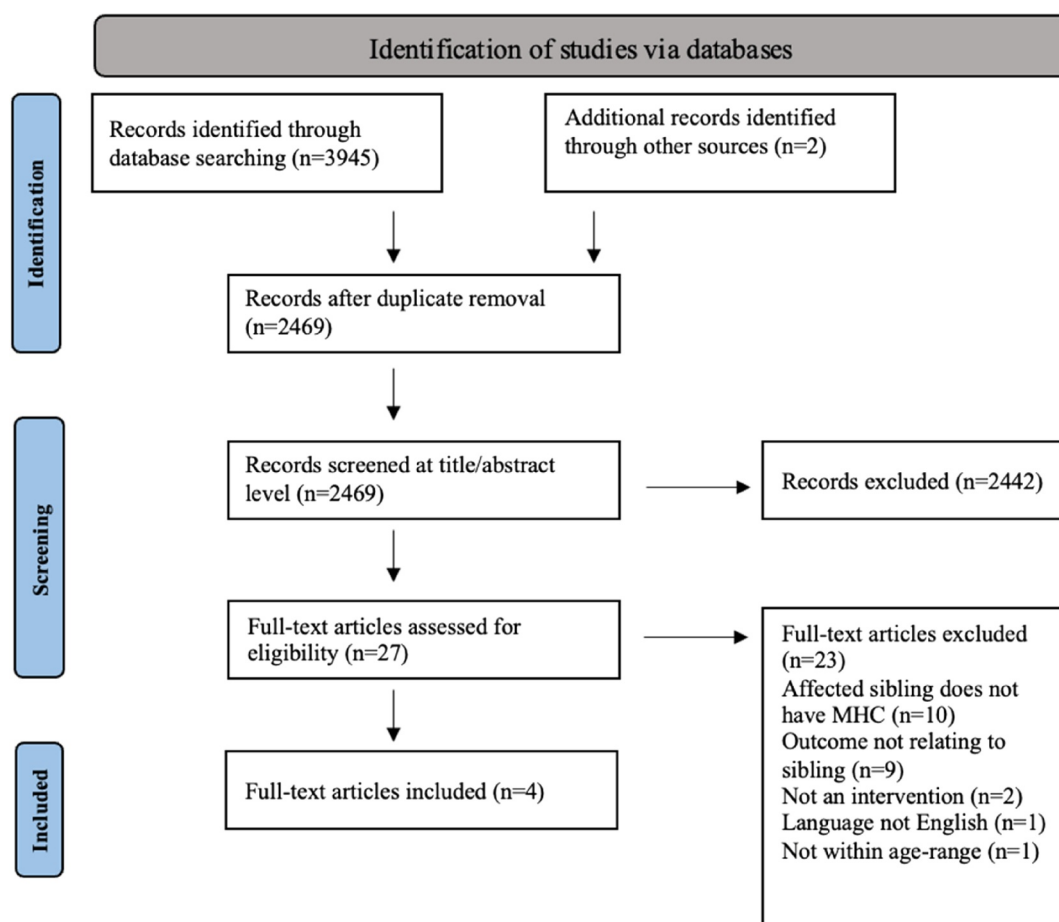 Identification of studies via databases
Identification
Records identified through
database searching (n=3945)
Additional records identified
through other sources (n=2)
Records after duplicate removal
(n=2469)
Screening
Records screened at title/abstract
level (n=2469)
Records excluded (n=2442)
Full-text articles assessed for
eligibility (n=27)
Full-text articles excluded
(n=23)
Affected sibling does not
have MHC (n=10)
Outcome not relating to
sibling (n=9)
Not an intervention (n=2)
Language not English (n=1)
Not within age-range (n=1)
Included
Full-text articles included (n=4)